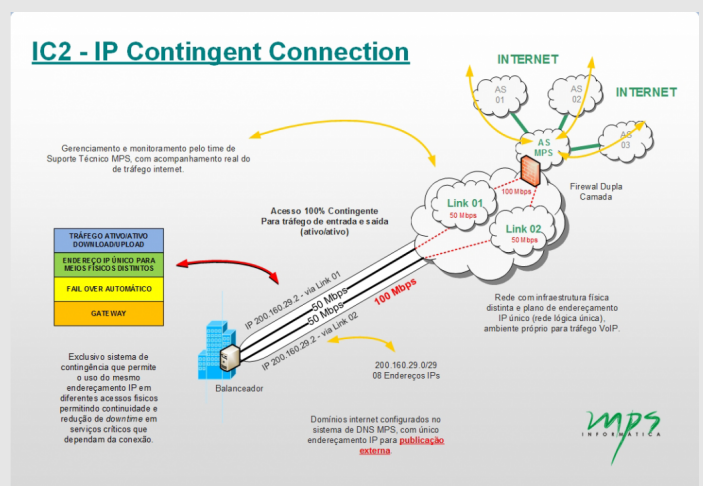 IC2 - IP Contingent Connection
INTERNET
INTERNET
AS
01
AS
02
AS
03
AS
MPS
Gerenciamento e monitoramento pelo time de
Suporte Técnico MPS, com acompanhamento real do
de tráfego internet.
100 Mbps
Firewal Dupla
Camada
Acesso 100% Contingente
Para tráfego de entrada e saída
(ativo/ativo)
Link 01
50 Mbps
Link 02
50 Mbps
TRÁFEGO ATIVO/ATIVO
DOWNLOAD/UPLOAD
ENDEREÇO IP ÚNICO PARA
MEIOS FÍSICOS DISTINTOS
FAIL OVER AUTOMÁTICO
GATEWAY
IP 200.160.29.2 - via Link 01
50 Mbps
50 Mbps
100 Mbps
IP 200.160.29.2 - via Link 02
Rede com infraestrutura física
distinta e plano de endereçamento
IP único (rede lógica única),
ambiente próprio para tráfego VoIP.
Exclusivo sistema de
contingência que permite
o uso do mesmo
endereçamento IP em
diferentes acessos físicos
permitindo continuidade e
redução de downtime em
serviços críticos que
dependam da conexão.
Balanceador
200.160.29.0/29
08 Endereços IPs
Domínios internet configurados no
sistema de DNS MPS, com único
endereçamento IP para publicação
externa.
mps
INFORMÁTICA